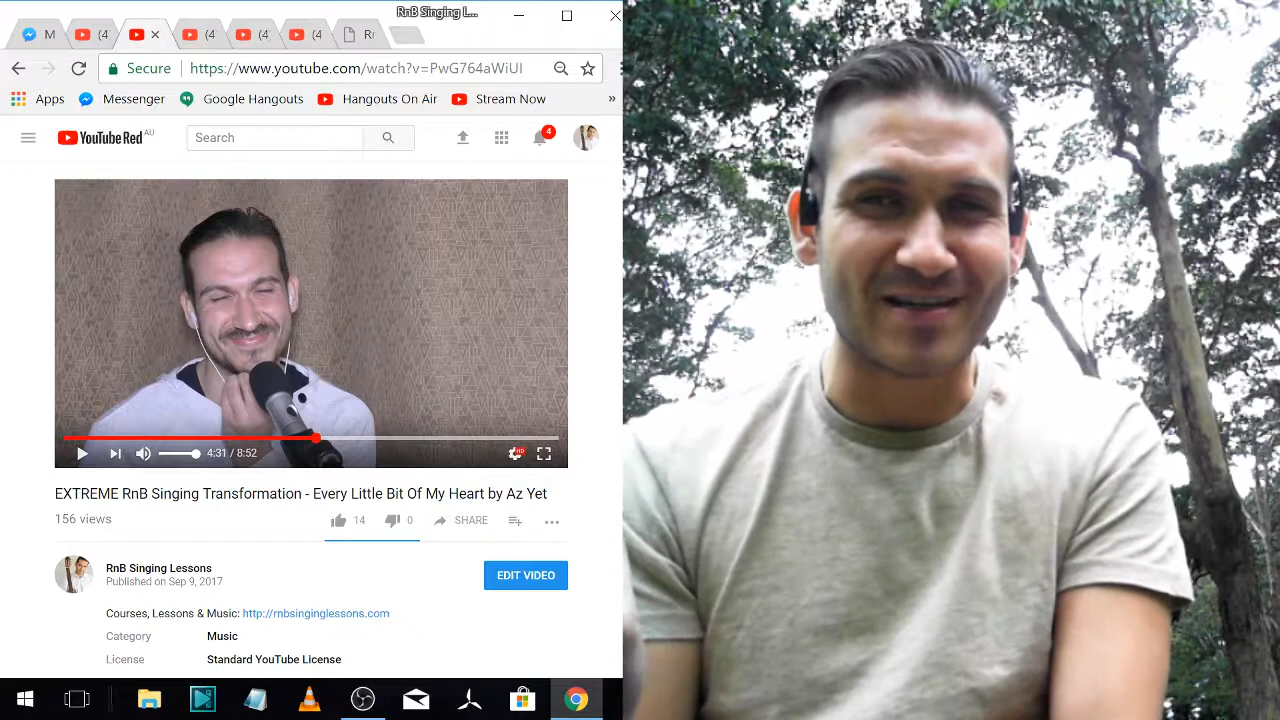 RnB Singing L...
M
(4
(4
(4
(4
Rn
Secure
https://www.youtube.com/watch?v=PwG764aWiUI
Apps
Messenger
Google Hangouts
Hangouts On Air
Stream Now
»
YouTube Red AU
Search
4
4:31 / 8:52
HD
EXTREME RnB Singing Transformation - Every Little Bit Of My Heart by Az Yet
156 views
14
0
SHARE
RnB Singing Lessons
Published on Sep 9, 2017
EDIT VIDEO
Courses, Lessons & Music: http://rnbsinginglessons.com
Category Music
License Standard YouTube License